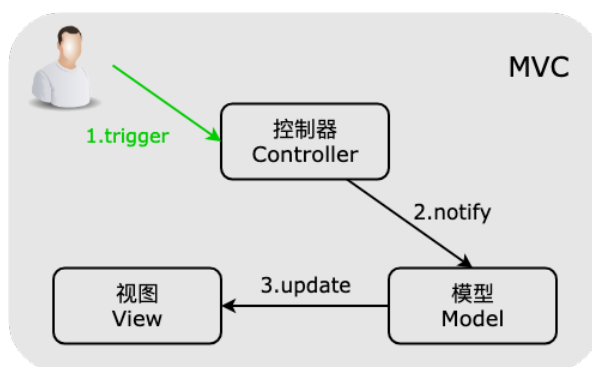 MVC
1.trigger
控制器
Controller
2.notify
3.update
视图
View
模型
Model